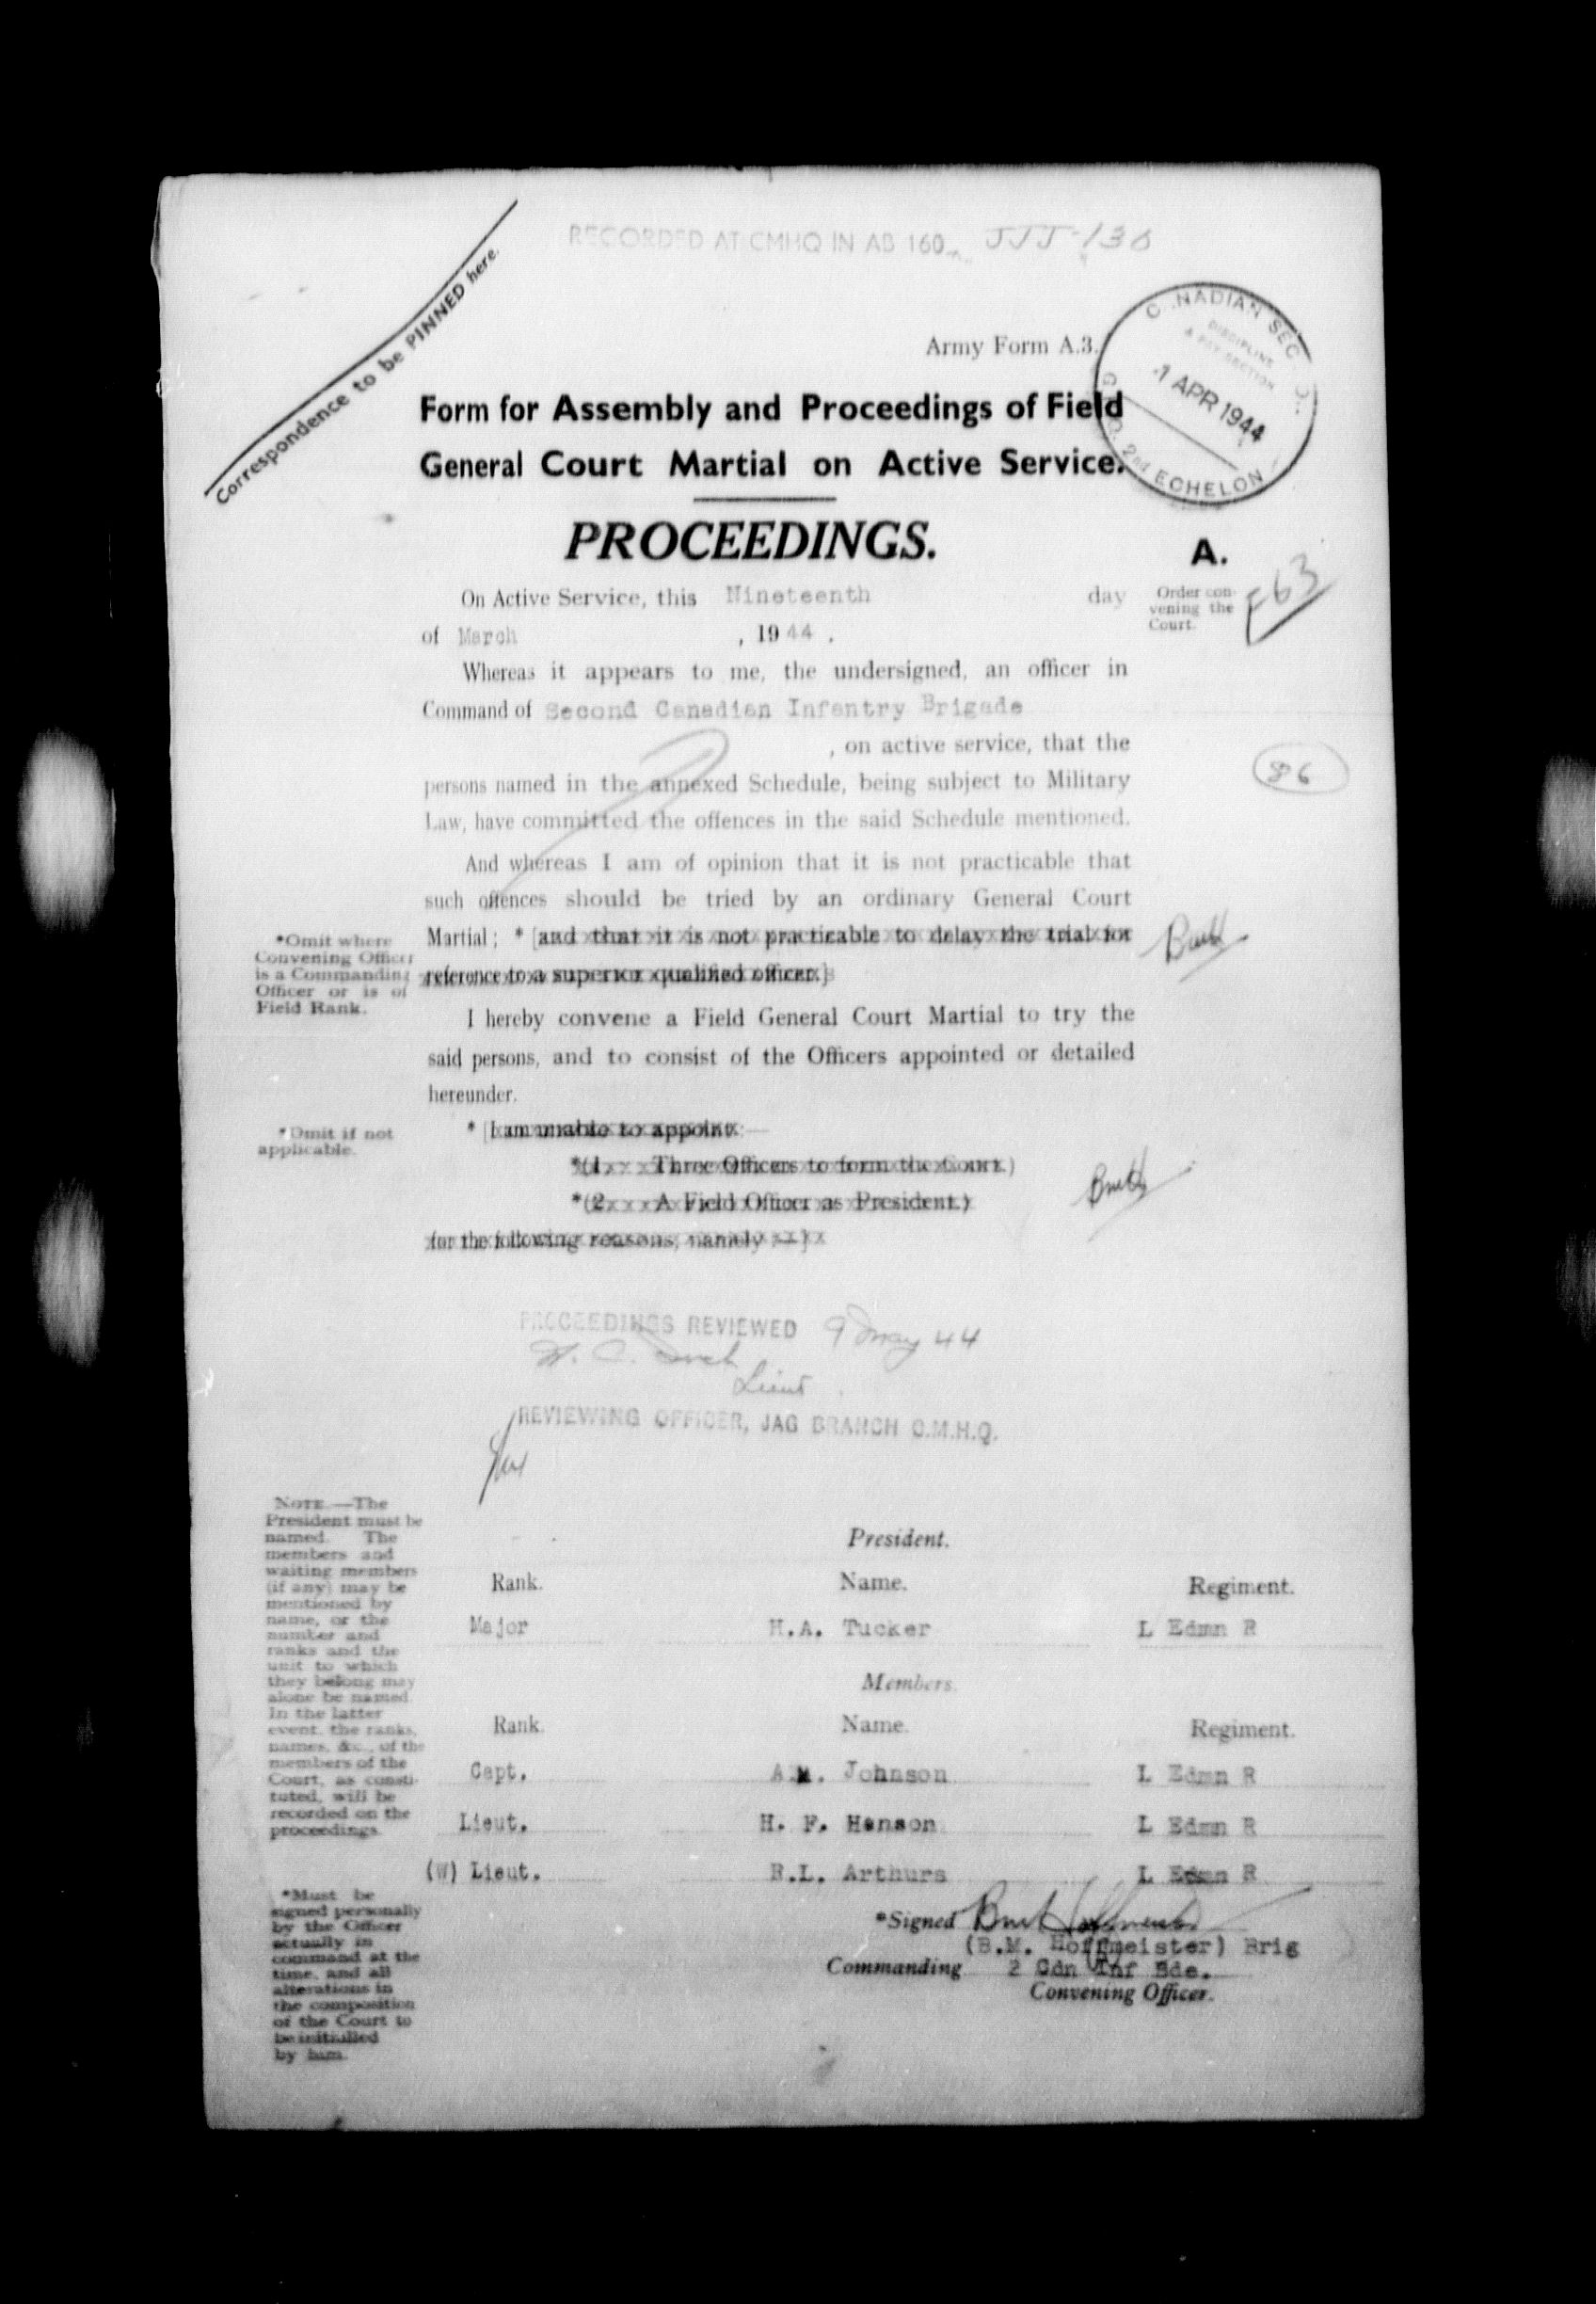 RECORDED AT CMHQ IN AB 160
Correspondence to be PINNED here.
Army Form A.3.
CANADIAN SEC
DISCIPLINE
& PAY SECTION
1 APR 1944
2nd ECHELON
Form for Assembly and Proceedings of Field
General Court Martial on Active Service.
PROCEEDINGS.
A.
Order con-
vening the
Court.
63
On Active Service, this Nineteenth day
of March , 1944 .
Whereas it appears to me, the undersigned, an officer in
Command of Second Canadian Infantry Brigade
, on active service, that the
persons named in the annexed Schedule, being subject to Military
Law, have committed the offences in the said Schedule mentioned.
86
And whereas I am of opinion that it is not practicable that
such offences should be tried by an ordinary General Court
Martial; * [and that it is not practicable to delay the trial for
reference to a superior qualified officer.]
*Omit where
Convening Officer
is a Commanding
Officer or is of
Field Rank.
I hereby convene a Field General Court Martial to try the
said persons, and to consist of the Officers appointed or detailed
hereunder.
*Omit if not
applicable.
* [I am unable to appoint:—
*(1. Three Officers to form the Court.)
*(2. A Field Officer as President.)
for the following reasons, namely —]
PROCEEDINGS REVIEWED 9 May 44
Lieut
REVIEWING OFFICER, JAG BRANCH C.M.H.Q.
NOTE.—The
President must be
named. The
members and
waiting members
(if any) may be
mentioned by
name, or the
number and
ranks and the
unit to which
they belong may
alone be named.
In the latter
event, the ranks,
names, &c., of the
members of the
Court, as consti-
tuted, will be
recorded on the
proceedings.
President.
Rank. Name. Regiment.
Major H.A. Tucker L Edmn R
Members.
Rank. Name. Regiment.
Capt. A.M. Johnson L Edmn R
Lieut. H. F. Hanson L Edmn R
(W) Lieut. R.L. Arthurs L Edmn R
*Must be
signed personally
by the Officer
actually in
command at the
time, and all
alterations in
the composition
of the Court to
be initialled
by him.
*Signed Bert Hoffmeister
(B.M. Hoffmeister) Brig
Commanding 2 Cdn Inf Bde.
Convening Officer.